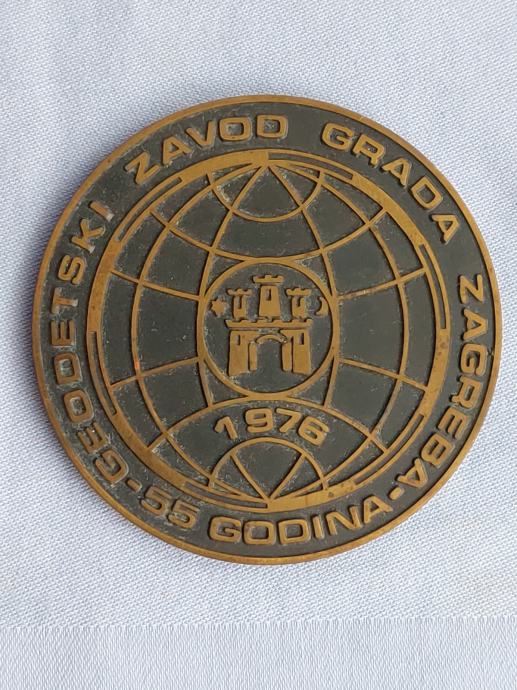 GEODETSKI ZAVOD GRADA ZAGREBA-55 GODINA-
1976